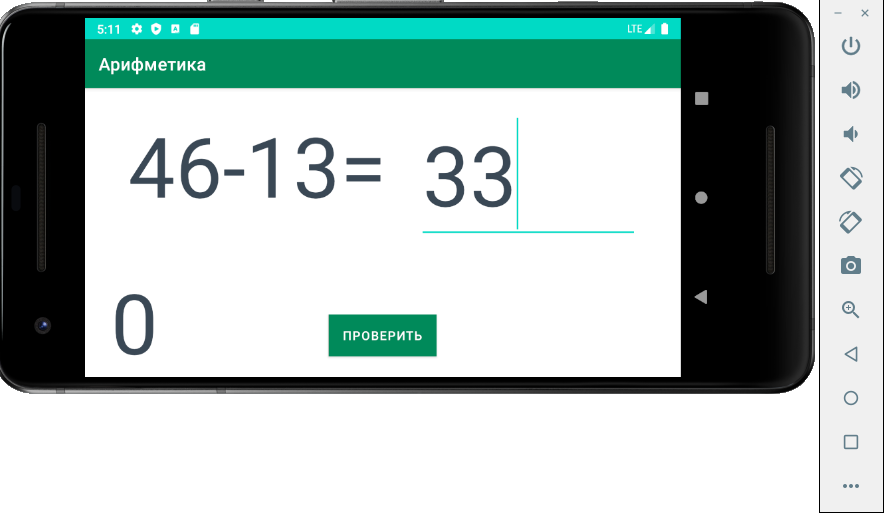 5:11 LTE
Арифметика
46-13= 33
0 ПРОВЕРИТЬ